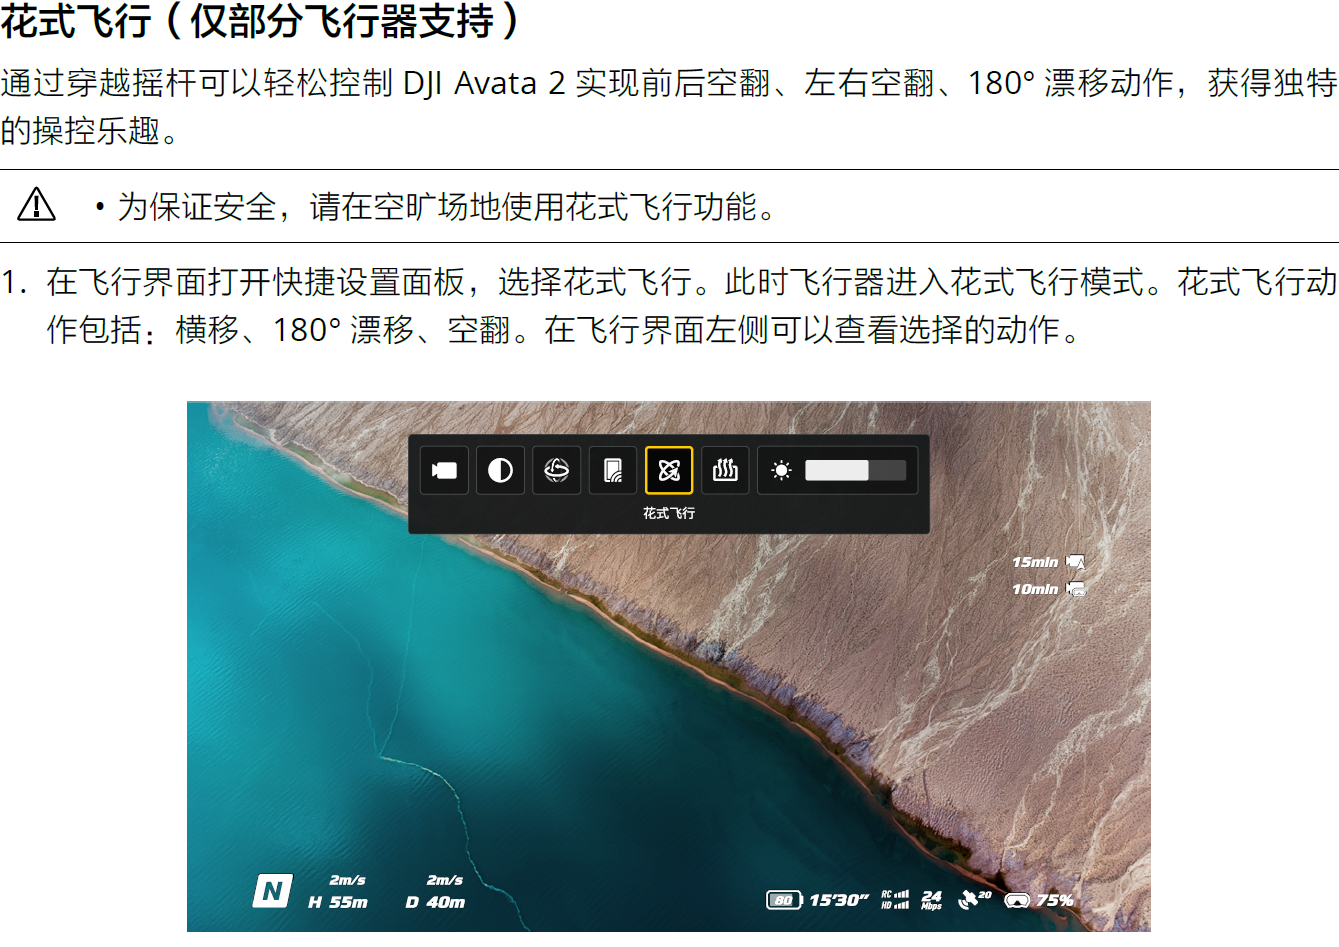 花式飞行（仅部分飞行器支持）
通过穿越摇杆可以轻松控制 DJI Avata 2 实现前后空翻、左右空翻、180° 漂移动作，获得独特
的操控乐趣。
• 为保证安全，请在空旷场地使用花式飞行功能。
1. 在飞行界面打开快捷设置面板，选择花式飞行。此时飞行器进入花式飞行模式。花式飞行动
作包括：横移、180° 漂移、空翻。在飞行界面左侧可以查看选择的动作。
花式飞行
15min
10min
N
2m/s
H 55m
2m/s
D 40m
80
15'30"
RC
HD
24
Mbps
20
75%